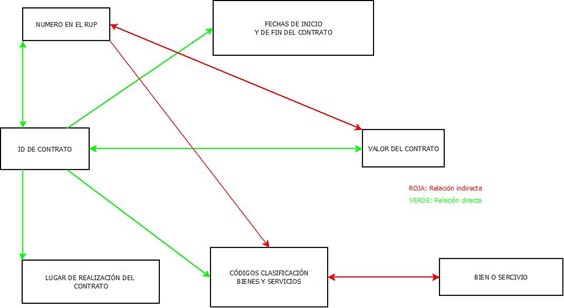 NUMERO EN EL RUP
FECHAS DE INICIO
Y DE FIN DEL CONTRATO
ID DE CONTRATO
VALOR DEL CONTRATO
ROJA: Relación indirecta
VERDE: Relación directa
LUGAR DE REALIZACIÓN DEL
CONTRATO
CÓDIGOS CLASIFICACIÓN
BIENES Y SERVICIOS
BIEN O SERCIVIO